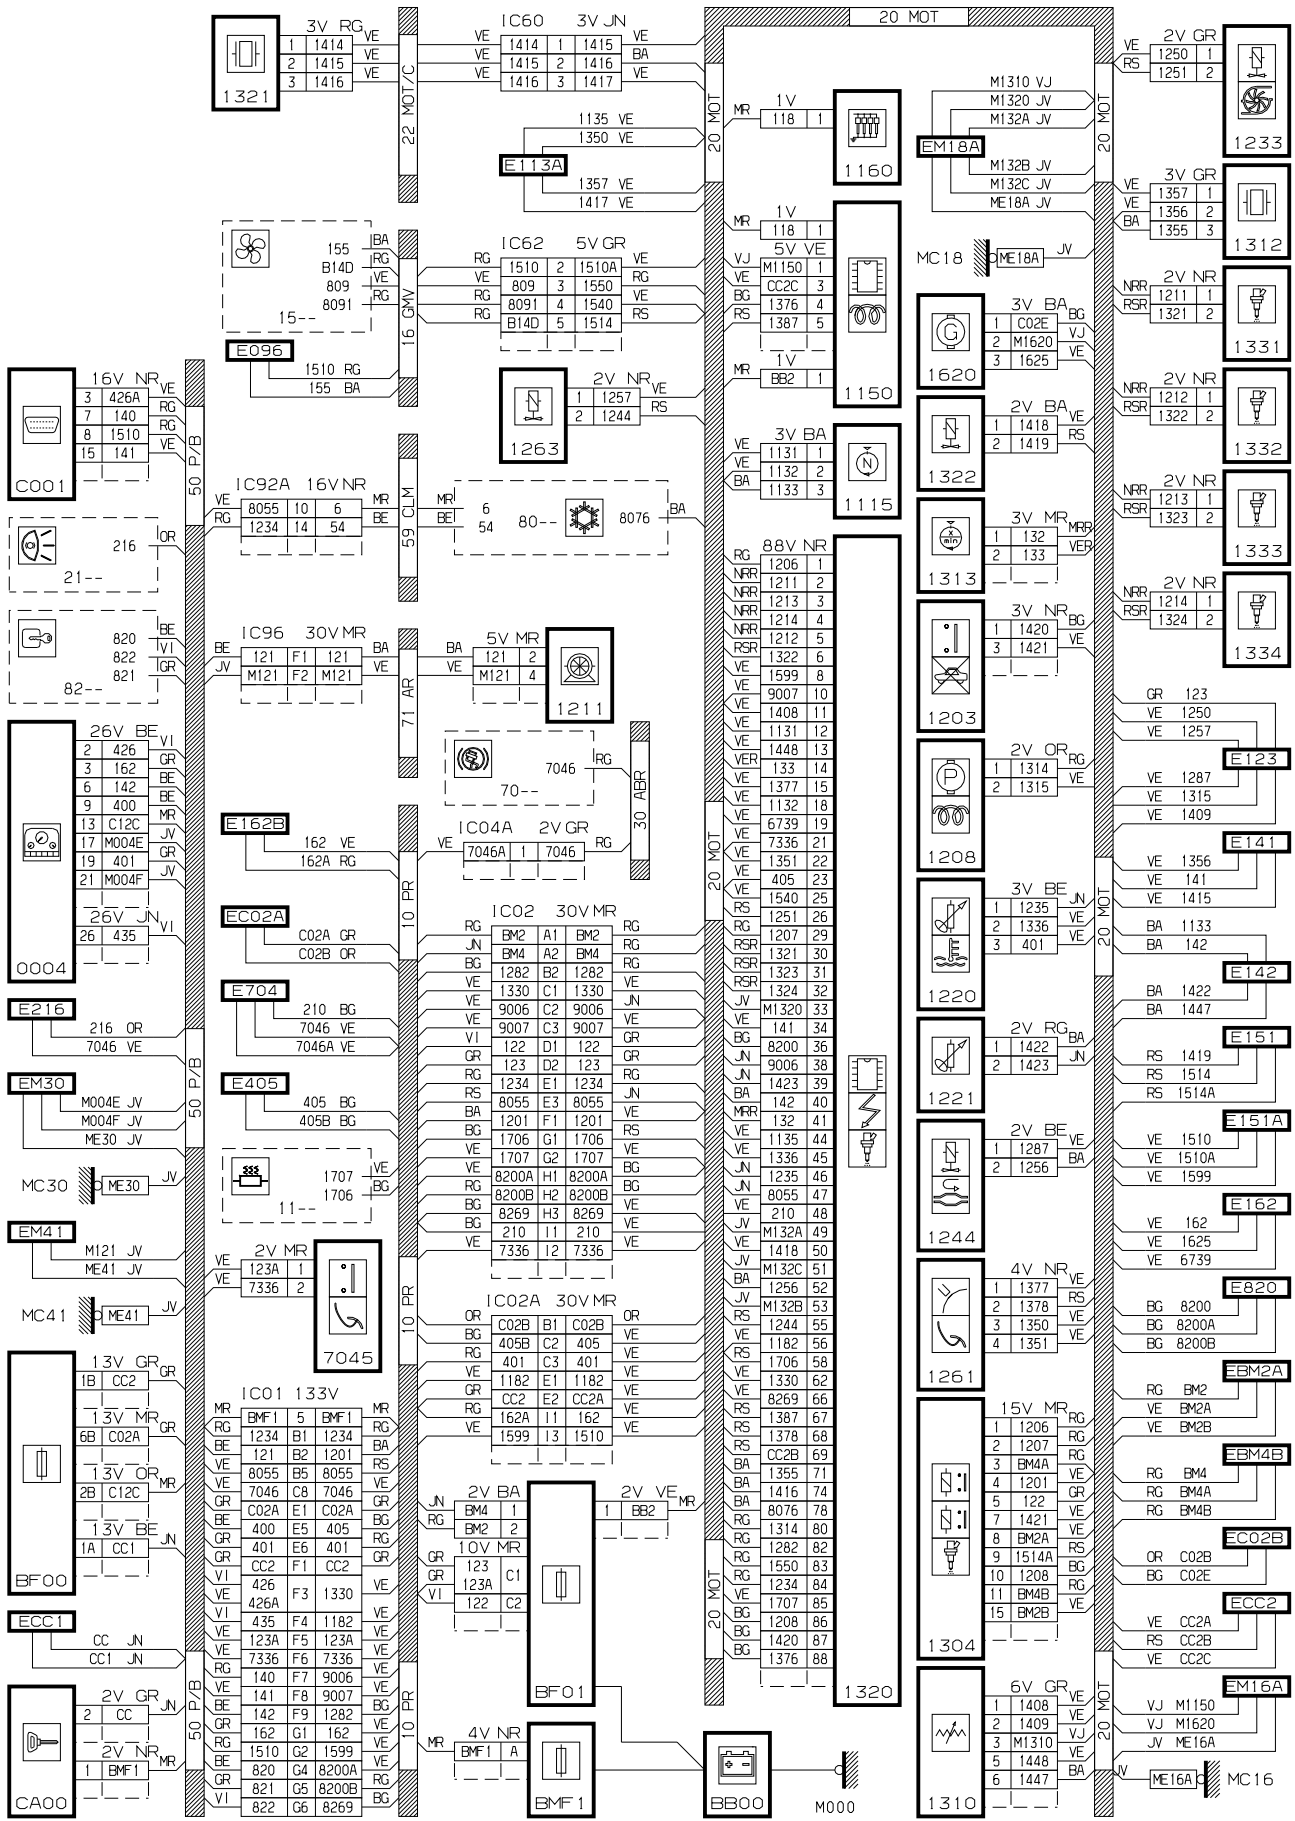 20 MOT
3V RG
1 1414 VE
2 1415 VE
3 1416 VE
1321
22 MOT/C
IC60 3V JN
VE 1414 1 1415 VE
VE 1415 2 1416 BA
VE 1416 3 1417 VE
1135 VE
1350 VE
E113A
1357 VE
1417 VE
20 MOT
1V
MR 118 1
1160
M1310 VJ
M1320 JV
M132A JV
EM18A
M132B JV
M132C JV
ME18A JV
MC18 ME18A JV
20 MOT
2V GR
VE 1250 1
RS 1251 2
1233
3V GR
VE 1357 1
VE 1356 2
BA 1355 3
1312
155 BA
B14D RG
809 VE
8091 RG
15--
16 GMV
E096
1510 RG
155 BA
IC62 5V GR
RG 1510 2 1510A VE
VE 809 3 1550 RG
RG 8091 4 1540 VE
RG B14D 5 1514 RS
1V
MR 118 1
5V VE
VJ M1150 1
VE CC2C 3
BG 1376 4
RS 1387 5
1V
MR BB2 1
1150
3V BA
1 C02E BG
2 M1620 VJ
3 1625 VE
1620
2V NR
NRR 1211 1
RSR 1321 2
1331
16V NR
3 426A VE
7 140 RG
8 1510 RG
15 141 VE
C001
50 P/B
2V NR
1 1257 VE
2 1244 RS
1263
2V BA
1 1418 VE
2 1419 RS
1322
2V NR
NRR 1212 1
RSR 1322 2
1332
IC92A 16V NR
VE 8055 10 6 MR
RG 1234 14 54 BE
59 CLM
MR 6
BE 54
80-- 8076 BA
3V BA
VE 1131 1
VE 1132 2
BA 1133 3
1115
3V MR
1 132 MRR
2 133 VER
1313
2V NR
NRR 1213 1
RSR 1323 2
1333
216 OR
21--
820 BE
822 VI
821 GR
82--
IC96 30V MR
BE 121 F1 121 BA
JV M121 F2 M121 VE
71 AR
5V MR
BA 121 2
VE M121 4
1211
3V NR
1 1420 BG
3 1421 VE
1203
2V NR
NRR 1214 1
RSR 1324 2
1334
88V NR
RG 1206 1
NRR 1211 2
NRR 1213 3
NRR 1214 4
NRR 1212 5
RSR 1322 6
VE 1599 8
VE 9007 10
VE 1408 11
VE 1131 12
VE 1448 13
VER 133 14
VE 1377 15
VE 1132 18
VE 6739 19
VE 7336 21
VE 1351 22
VE 405 23
VE 1540 25
RS 1251 26
RG 1207 29
RSR 1321 30
RSR 1323 31
RSR 1324 32
JV M1320 33
VE 141 34
BG 8200 36
JN 9006 38
JN 1423 39
BA 142 40
MRR 132 41
VE 1135 44
VE 1336 45
JN 1235 46
JN 8055 47
VE 210 48
JV M132A 49
VE 1418 50
JV M132C 51
BA 1256 52
JV M132B 53
RS 1244 55
VE 1182 56
RS 1706 58
VE 1330 62
VE 8269 66
RS 1387 67
RS 1378 68
RS CC2B 69
BA 1355 71
BA 1416 74
BA 8076 78
RG 1314 80
RG 1282 82
RG 1550 83
RG 1234 84
VE 1707 85
BG 1208 86
BG 1420 87
BG 1376 88
1320
20 MOT
20 MOT
26V BE
2 426 VI
3 162 GR
6 142 BE
9 400 BE
13 C12C MR
17 M004E JV
19 401 GR
21 M004F JV
26V JN
26 435 VI
0004
7046 RG
70--
30 ABR
IC04A 2V GR
VE 7046A 1 7046 RG
E162B
162 VE
162A RG
10 PR
EC02A
C02A GR
C02B OR
E704
210 BG
7046 VE
7046A VE
E405
405 BG
405B BG
1707 VE
1706 BG
11--
E216
216 OR
7046 VE
50 P/B
EM30
M004E JV
M004F JV
ME30 JV
MC30 ME30 JV
EM41
M121 JV
ME41 JV
MC41 ME41 JV
2V MR
VE 123A 1
VE 7336 2
7045
10 PR
IC02 30V MR
RG BM2 A1 BM2 RG
JN BM4 A2 BM4 RG
BG 1282 B2 1282 RG
VE 1330 C1 1330 VE
VE 9006 C2 9006 JN
VE 9007 C3 9007 VE
VI 122 D1 122 GR
GR 123 D2 123 GR
RG 1234 E1 1234 RG
RS 8055 E3 8055 JN
BA 1201 F1 1201 VE
BG 1706 G1 1706 RS
VE 1707 G2 1707 VE
VE 8200A H1 8200A BG
RG 8200B H2 8200B BG
BG 8269 H3 8269 VE
BG 210 I1 210 VE
VE 7336 I2 7336 VE
IC02A 30V MR
OR C02B B1 C02B OR
BG 405B C2 405 VE
RG 401 C3 401 VE
VE 1182 E1 1182 VE
GR CC2 E2 CC2A VE
RG 162A I1 162 VE
VE 1599 I3 1510 VE
2V OR
1 1314 RG
2 1315 VE
1208
3V BE
1 1235 JN
2 1336 VE
3 401 VE
1220
2V RG
1 1422 BA
2 1423 JN
1221
2V BE
1 1287 VE
2 1256 BA
1244
4V NR
1 1377 VE
2 1378 RS
3 1350 VE
4 1351 VE
1261
15V MR
1 1206 RG
2 1207 RG
3 BM4A RG
4 1201 VE
5 122 GR
7 1421 VE
8 BM2A VE
9 1514A RS
10 1208 BG
11 BM4B RG
15 BM2B VE
1304
6V GR
1 1408 VE
2 1409 VE
3 M1310 VJ
5 1448 VE
6 1447 BA
1310
20 MOT
20 MOT
GR 123
VE 1250
VE 1257
E123
VE 1287
VE 1315
VE 1409
E141
VE 1356
VE 141
VE 1415
BA 1133
BA 142
E142
BA 1422
BA 1447
E151
RS 1419
RS 1514
RS 1514A
E151A
VE 1510
VE 1510A
VE 1599
E162
VE 162
VE 1625
VE 6739
E820
BG 8200
BG 8200A
BG 8200B
EBM2A
RG BM2
VE BM2A
VE BM2B
EBM4B
RG BM4
RG BM4A
RG BM4B
EC02B
OR C02B
BG C02E
ECC2
VE CC2A
RS CC2B
VE CC2C
EM16A
VJ M1150
VJ M1620
JV ME16A
JV ME16A MC16
13V GR
1B CC2 GR
13V MR
6B C02A GR
13V OR
2B C12C MR
13V BE
1A CC1 JN
BF00
ECC1
CC JN
CC1 JN
50 P/B
2V GR
2 CC JN
2V NR
1 BMF1 MR
CA00
IC01 133V
MR BMF1 5 BMF1 MR
RG 1234 B1 1234 RG
BE 121 B2 1201 BA
VE 8055 B5 8055 RS
VE 7046 C8 7046 VE
GR C02A E1 C02A GR
BE 400 E5 405 BG
GR 401 E6 401 RG
GR CC2 F1 CC2 GR
VI 426
VE 426A F3 1330 VE
VI 435 F4 1182 VE
VE 123A F5 123A VE
VE 7336 F6 7336 VE
RG 140 F7 9006 VE
VE 141 F8 9007 VE
BE 142 F9 1282 BG
GR 162 G1 162 VE
RG 1510 G2 1599 VE
BE 820 G4 8200A VE
GR 821 G5 8200B RG
VI 822 G6 8269 BG
10 PR
2V BA
JN BM4 1
RG BM2 2
10V MR
GR 123
GR 123A C1
VI 122 C2
BF01
2V VE
1 BB2 MR
4V NR
MR BMF1 A
BMF1
BB00
M000